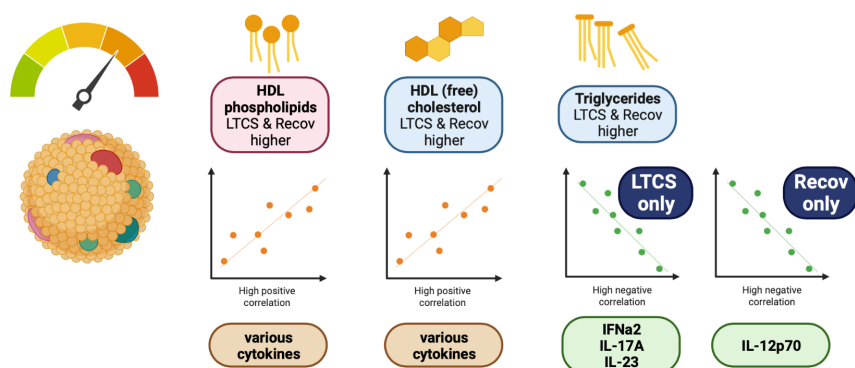 HDL
phospholipids
LTCS & Recov
higher
HDL (free)
cholesterol
LTCS & Recov
higher
Triglycerides
LTCS & Recov
higher
LTCS
only
Recov
only
High positive
correlation
High positive
correlation
High negative
correlation
High negative
correlation
various
cytokines
various
cytokines
IFNa2
IL-17A
IL-23
IL-12p70